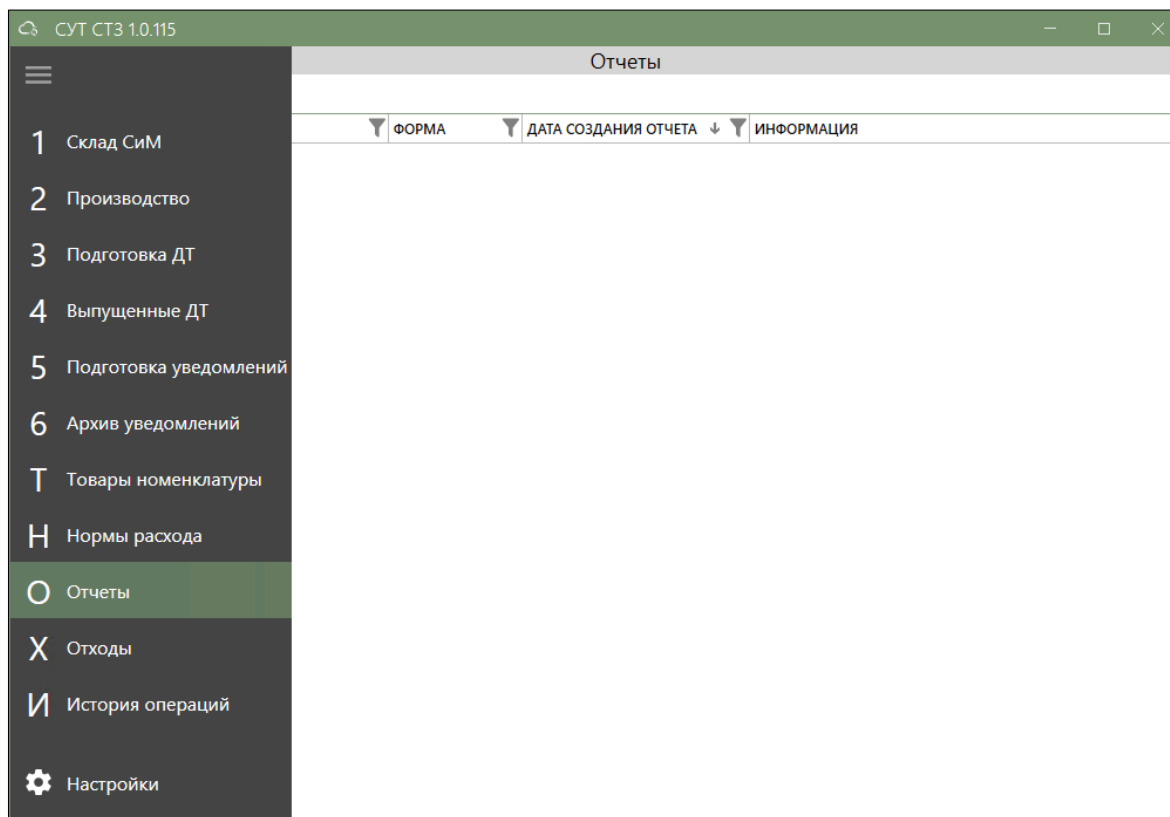 СУТ СТЗ 1.0.115
Отчеты
ФОРМА ДАТА СОЗДАНИЯ ОТЧЕТА ИНФОРМАЦИЯ
1 Склад СиМ
2 Производство
3 Подготовка ДТ
4 Выпущенные ДТ
5 Подготовка уведомлений
6 Архив уведомлений
Т Товары номенклатуры
Н Нормы расхода
О Отчеты
Х Отходы
И История операций
Настройки